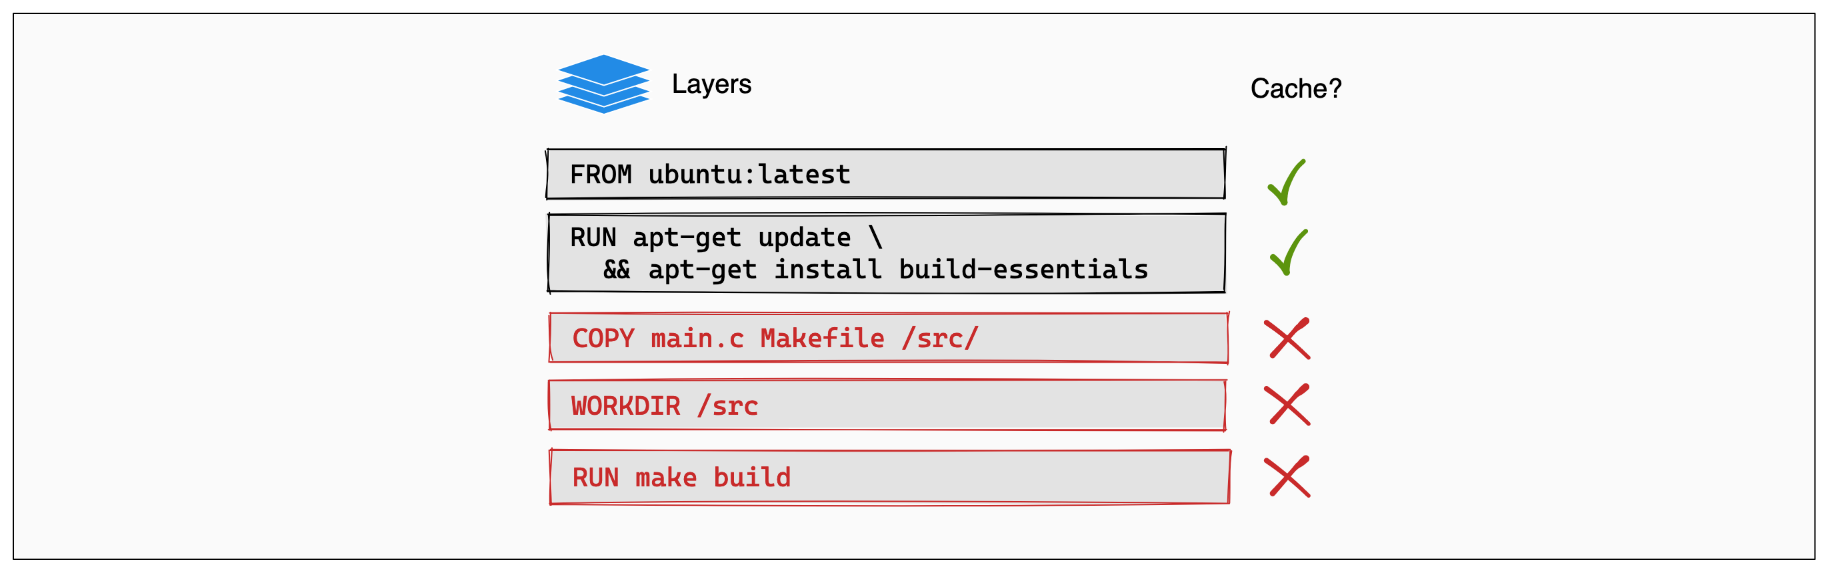 Layers
Cache?
FROM ubuntu:latest
RUN apt-get update \
&& apt-get install build-essentials
COPY main.c Makefile /src/
WORKDIR /src
RUN make build